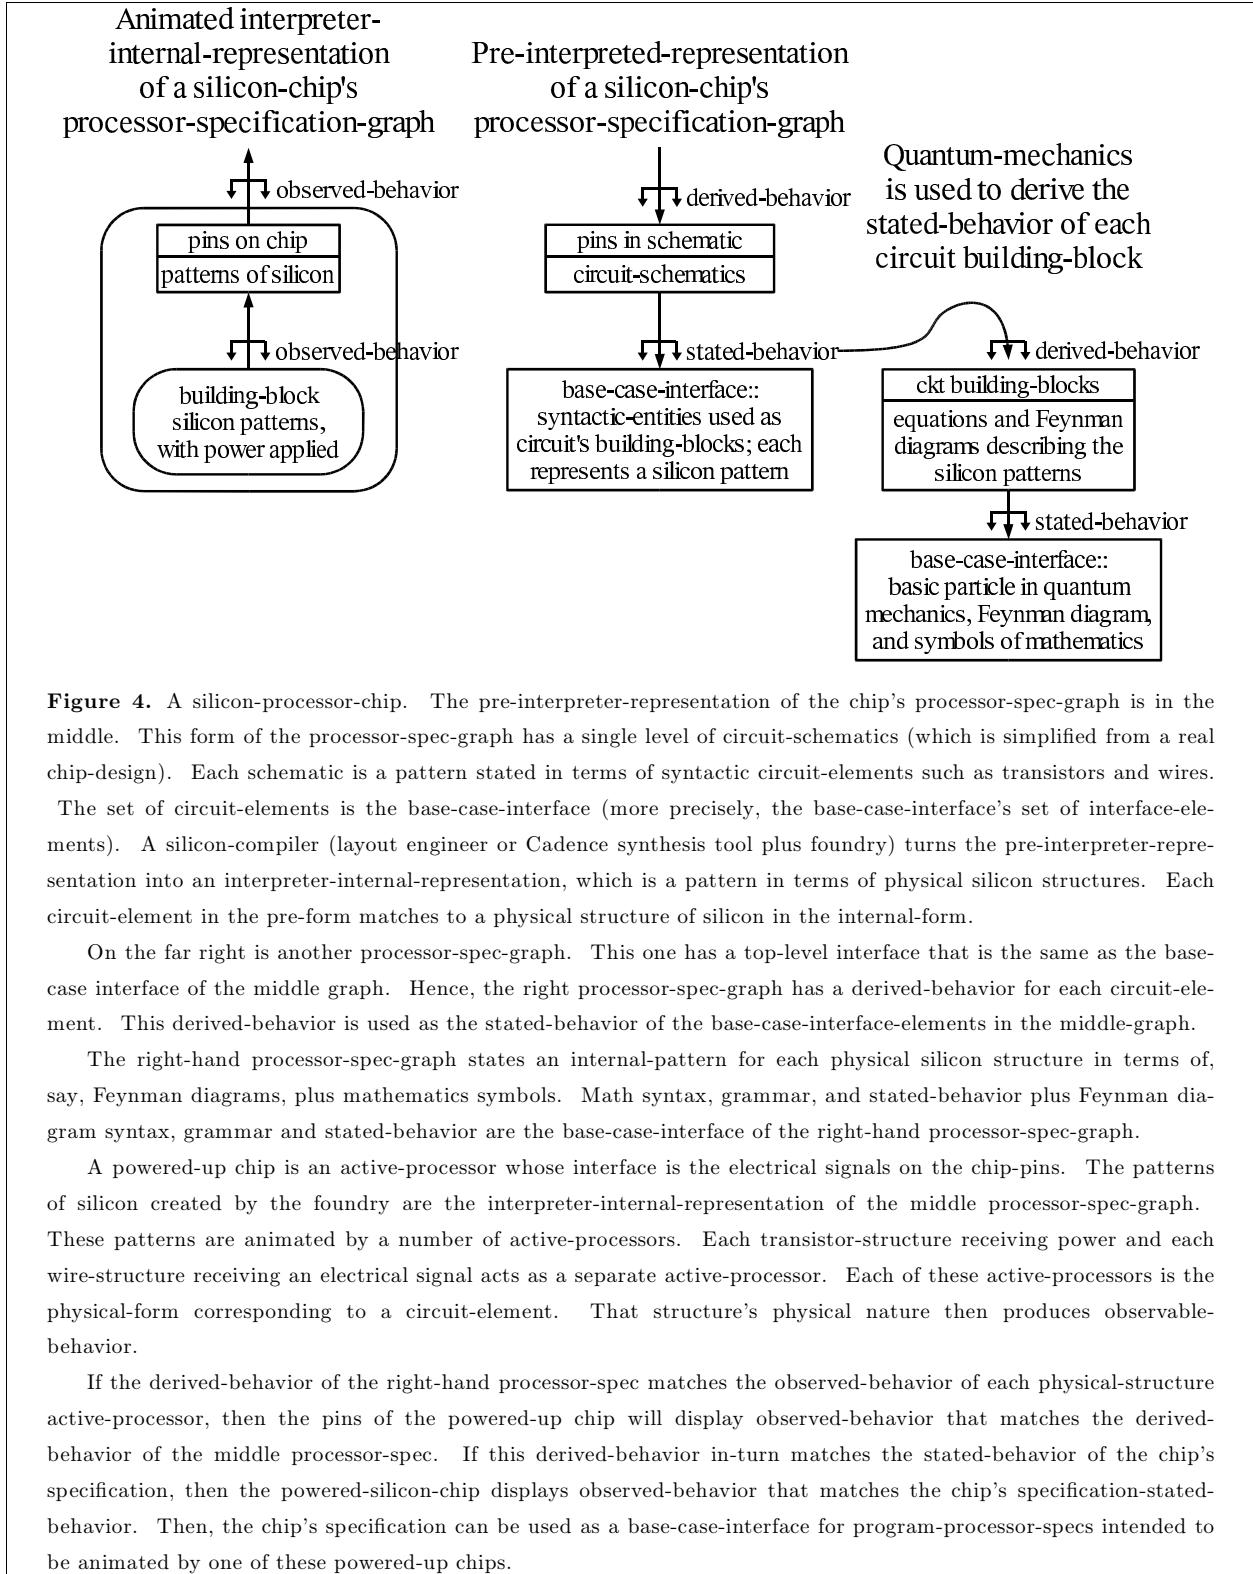 Animated interpreter-
internal-representation
of a silicon-chip's
processor-specification-graph
observed-behavior
pins on chip
patterns of silicon
observed-behavior
building-block
silicon patterns,
with power applied
Pre-interpreted-representation
of a silicon-chip's
processor-specification-graph
derived-behavior
pins in schematic
circuit-schematics
stated-behavior
base-case-interface::
syntactic-entities used as
circuit's building-blocks; each
represents a silicon pattern
Quantum-mechanics
is used to derive the
stated-behavior of each
circuit building-block
derived-behavior
ckt building-blocks
equations and Feynman
diagrams describing the
silicon patterns
stated-behavior
base-case-interface::
basic particle in quantum
mechanics, Feynman diagram,
and symbols of mathematics
Figure 4. A silicon-processor-chip. The pre-interpreter-representation of the chip's processor-spec-graph is in the
middle. This form of the processor-spec-graph has a single level of circuit-schematics (which is simplified from a real
chip-design). Each schematic is a pattern stated in terms of syntactic circuit-elements such as transistors and wires.
The set of circuit-elements is the base-case-interface (more precisely, the base-case-interface's set of interface-ele-
ments). A silicon-compiler (layout engineer or Cadence synthesis tool plus foundry) turns the pre-interpreter-repre-
sentation into an interpreter-internal-representation, which is a pattern in terms of physical silicon structures. Each
circuit-element in the pre-form matches to a physical structure of silicon in the internal-form.
On the far right is another processor-spec-graph. This one has a top-level interface that is the same as the base-
case interface of the middle graph. Hence, the right processor-spec-graph has a derived-behavior for each circuit-ele-
ment. This derived-behavior is used as the stated-behavior of the base-case-interface-elements in the middle-graph.
The right-hand processor-spec-graph states an internal-pattern for each physical silicon structure in terms of,
say, Feynman diagrams, plus mathematics symbols. Math syntax, grammar, and stated-behavior plus Feynman dia-
gram syntax, grammar and stated-behavior are the base-case-interface of the right-hand processor-spec-graph.
A powered-up chip is an active-processor whose interface is the electrical signals on the chip-pins. The patterns
of silicon created by the foundry are the interpreter-internal-representation of the middle processor-spec-graph.
These patterns are animated by a number of active-processors. Each transistor-structure receiving power and each
wire-structure receiving an electrical signal acts as a separate active-processor. Each of these active-processors is the
physical-form corresponding to a circuit-element. That structure's physical nature then produces observable-
behavior.
If the derived-behavior of the right-hand processor-spec matches the observed-behavior of each physical-structure
active-processor, then the pins of the powered-up chip will display observed-behavior that matches the derived-
behavior of the middle processor-spec. If this derived-behavior in-turn matches the stated-behavior of the chip's
specification, then the powered-silicon-chip displays observed-behavior that matches the chip's specification-stated-
behavior. Then, the chip's specification can be used as a base-case-interface for program-processor-specs intended to
be animated by one of these powered-up chips.